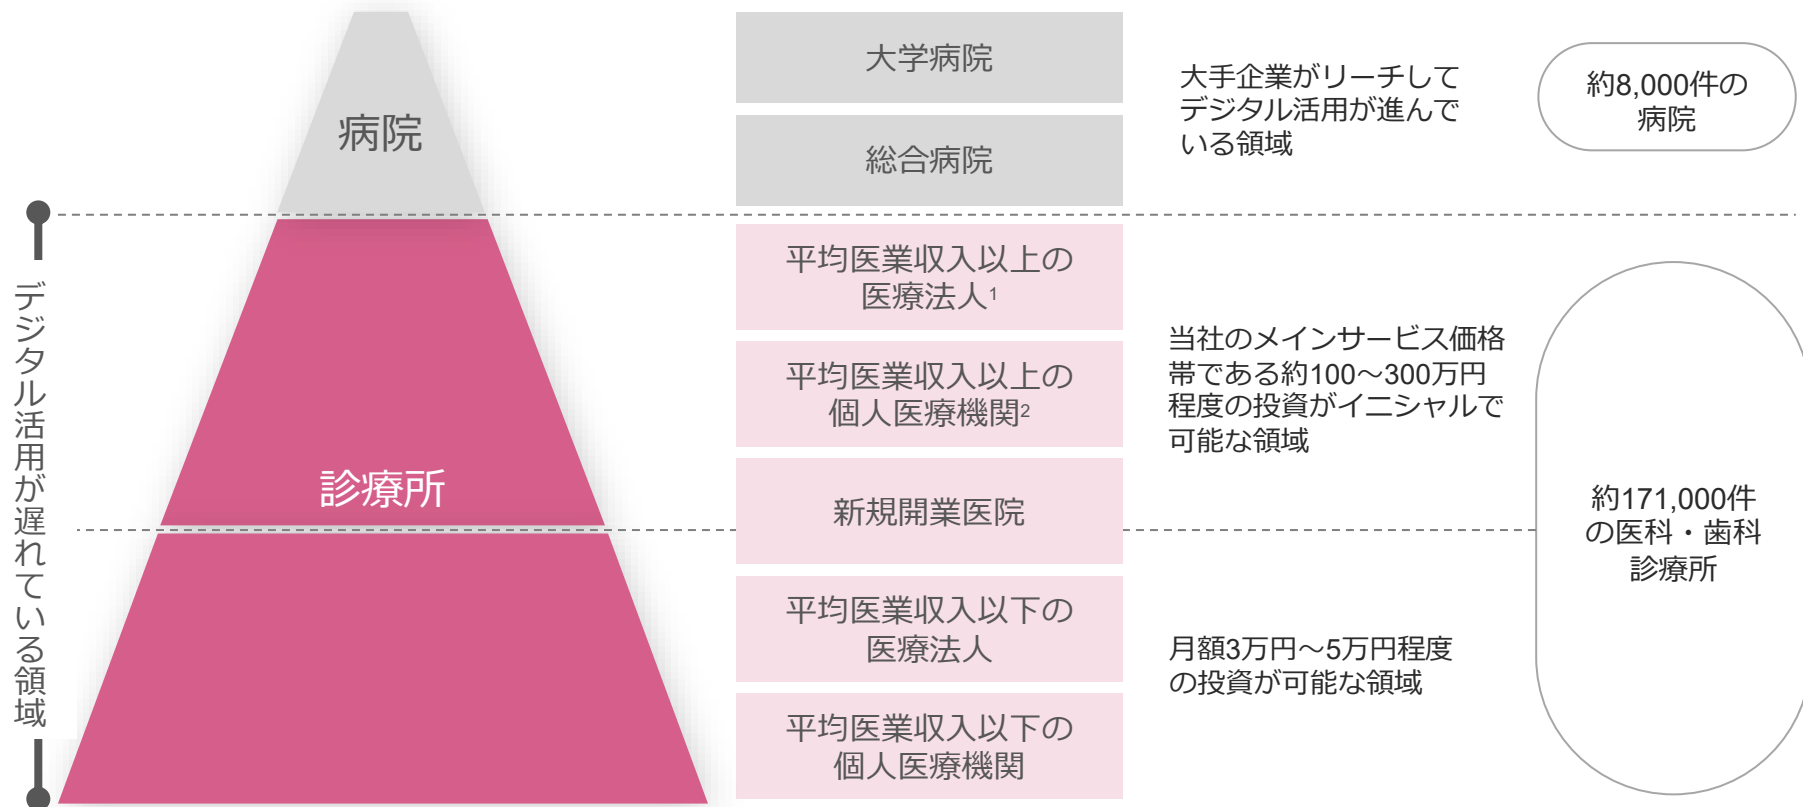 病院
大学病院
総合病院
大手企業がリーチして
デジタル活用が進んで
いる領域
約8,000件の
病院
デジタル活用が遅れている領域
診療所
平均医業収入以上の
医療法人1
平均医業収入以上の
個人医療機関2
新規開業医院
平均医業収入以下の
医療法人
平均医業収入以下の
個人医療機関
当社のメインサービス価格
帯である約100～300万円
程度の投資がイニシャルで
可能な領域
月額3万円～5万円程度
の投資が可能な領域
約171,000件
の医科・歯科
診療所